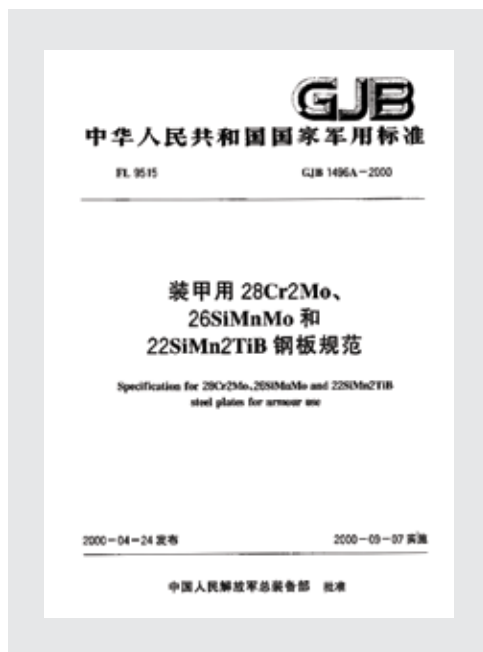 GJB
中华人民共和国国家军用标准
FL 9515
GJB 1496A－2000
装甲用 28Cr2Mo、
26SiMnMo 和
22SiMn2TiB 钢板规范
Specification for 28Cr2Mo、26SiMnMo and 22SiMn2TiB
steel plates for armour use
2000－04－24 发布
2000－09－07 实施
中国人民解放军总装备部 批准